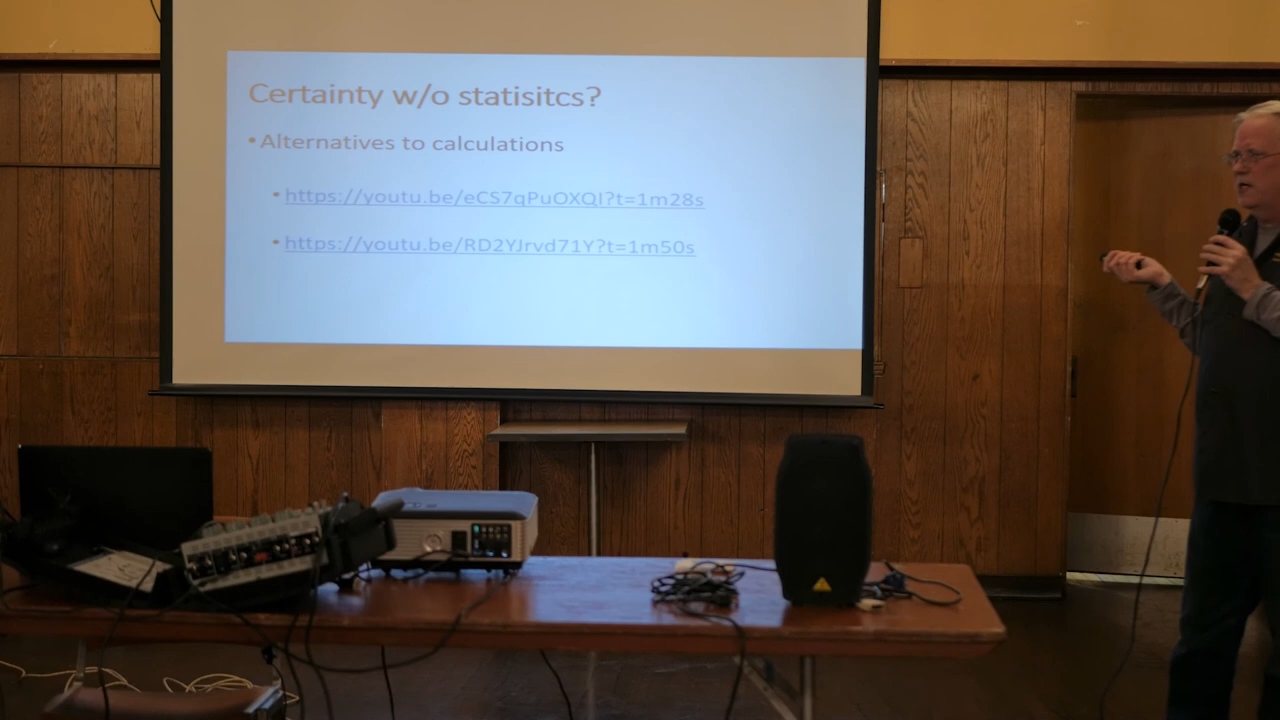 Certainty w/o statisitcs?
• Alternatives to calculations
• https://youtu.be/eCS7qPuOXQI?t=1m28s
• https://youtu.be/RD2YJrvd71Y?t=1m50s